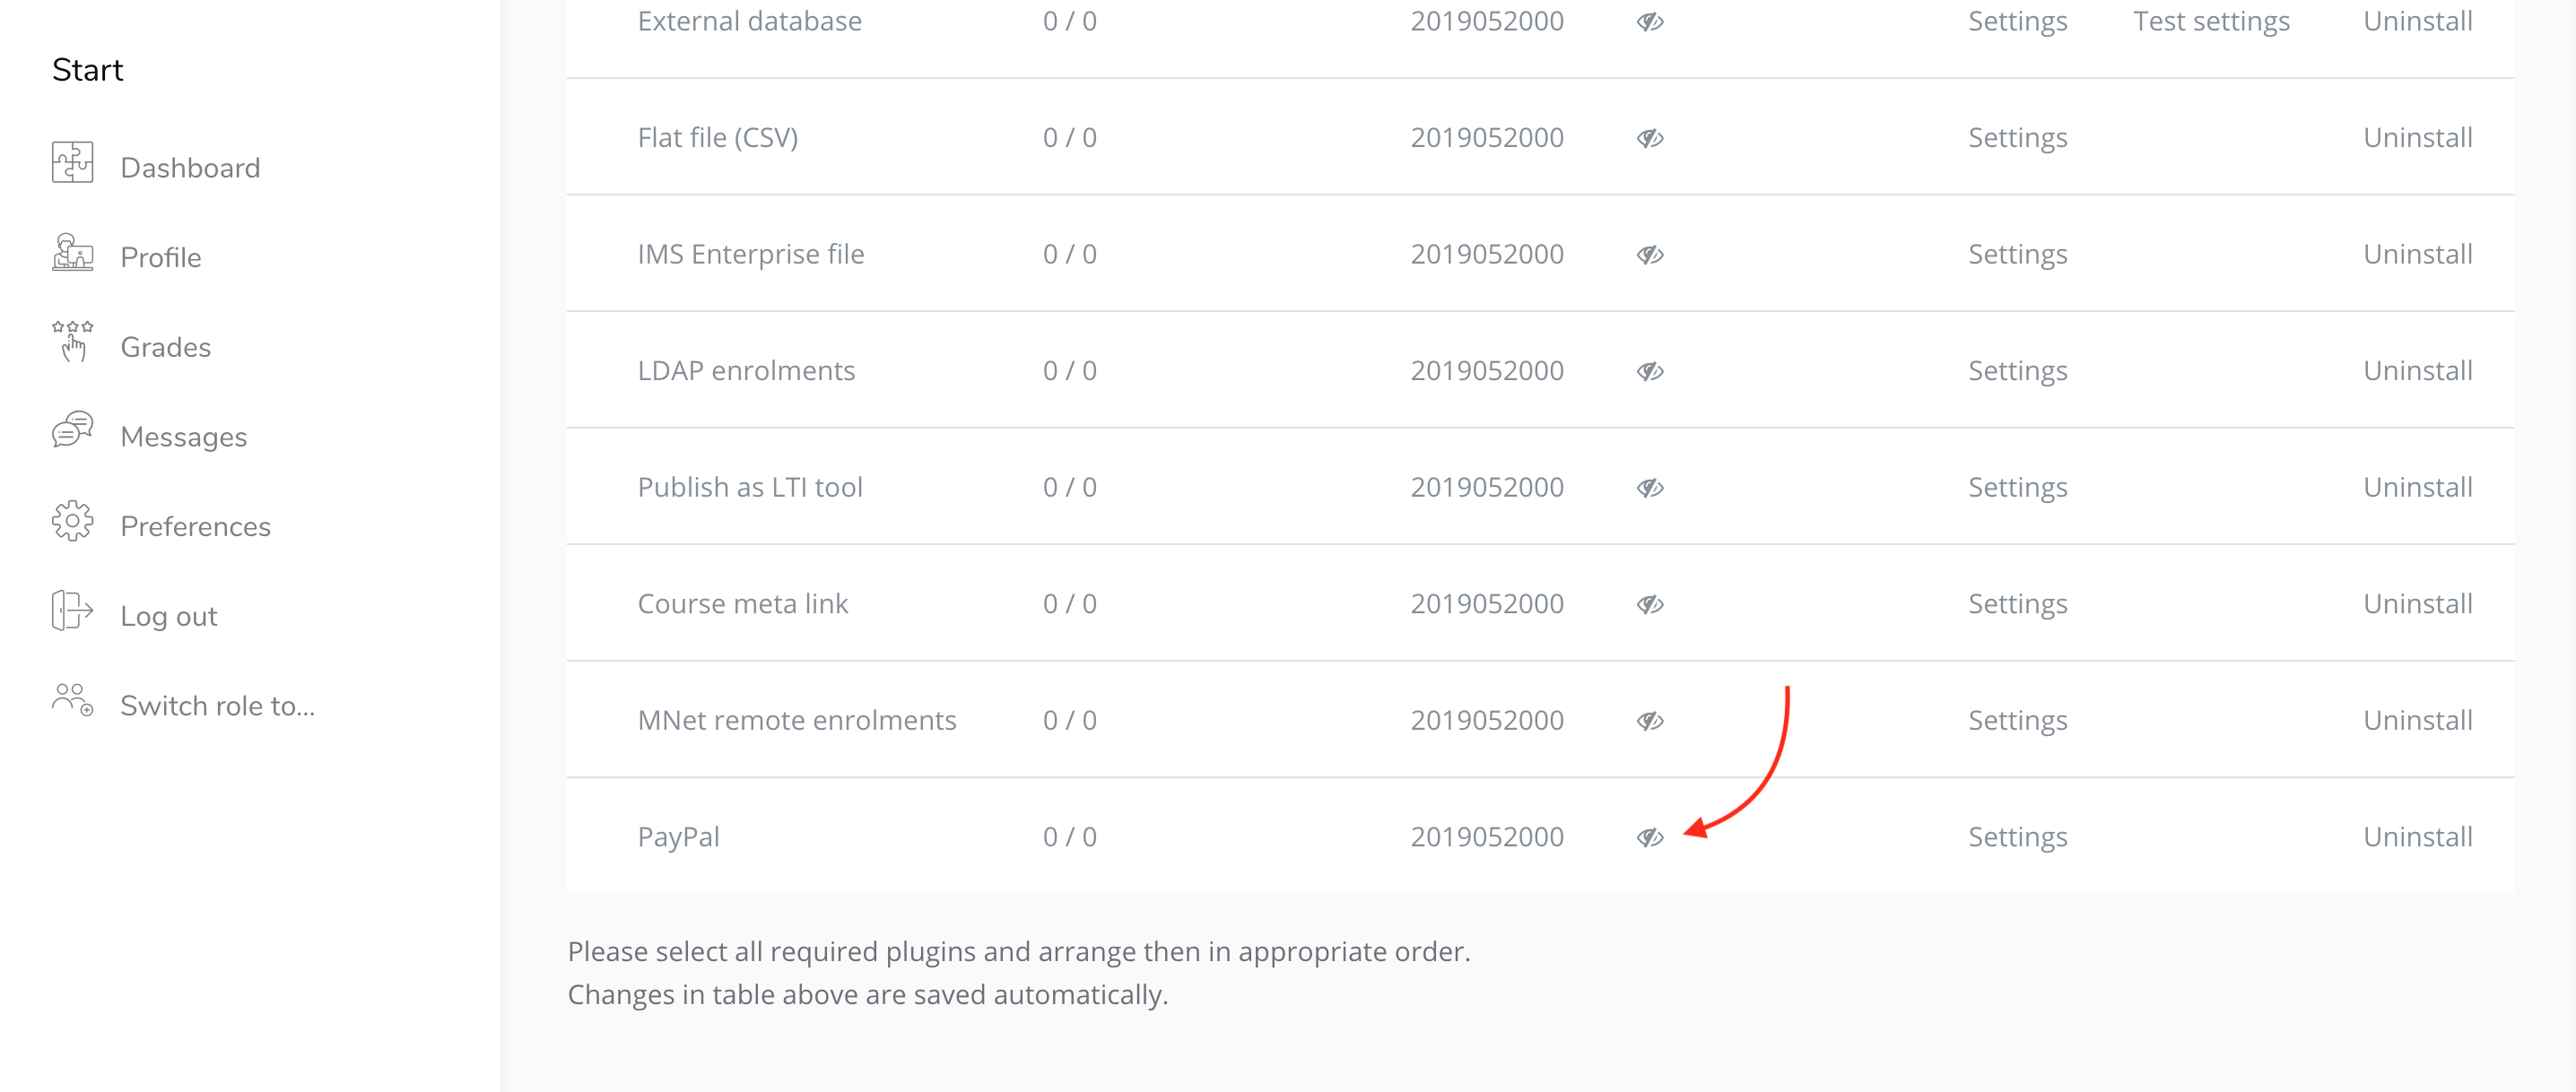 Start
Dashboard
Profile
Grades
Messages
Preferences
Log out
Switch role to...
External database 0 / 0 2019052000 Settings Test settings Uninstall
Flat file (CSV) 0 / 0 2019052000 Settings Uninstall
IMS Enterprise file 0 / 0 2019052000 Settings Uninstall
LDAP enrolments 0 / 0 2019052000 Settings Uninstall
Publish as LTI tool 0 / 0 2019052000 Settings Uninstall
Course meta link 0 / 0 2019052000 Settings Uninstall
MNet remote enrolments 0 / 0 2019052000 Settings Uninstall
PayPal 0 / 0 2019052000 Settings Uninstall
Please select all required plugins and arrange then in appropriate order.
Changes in table above are saved automatically.